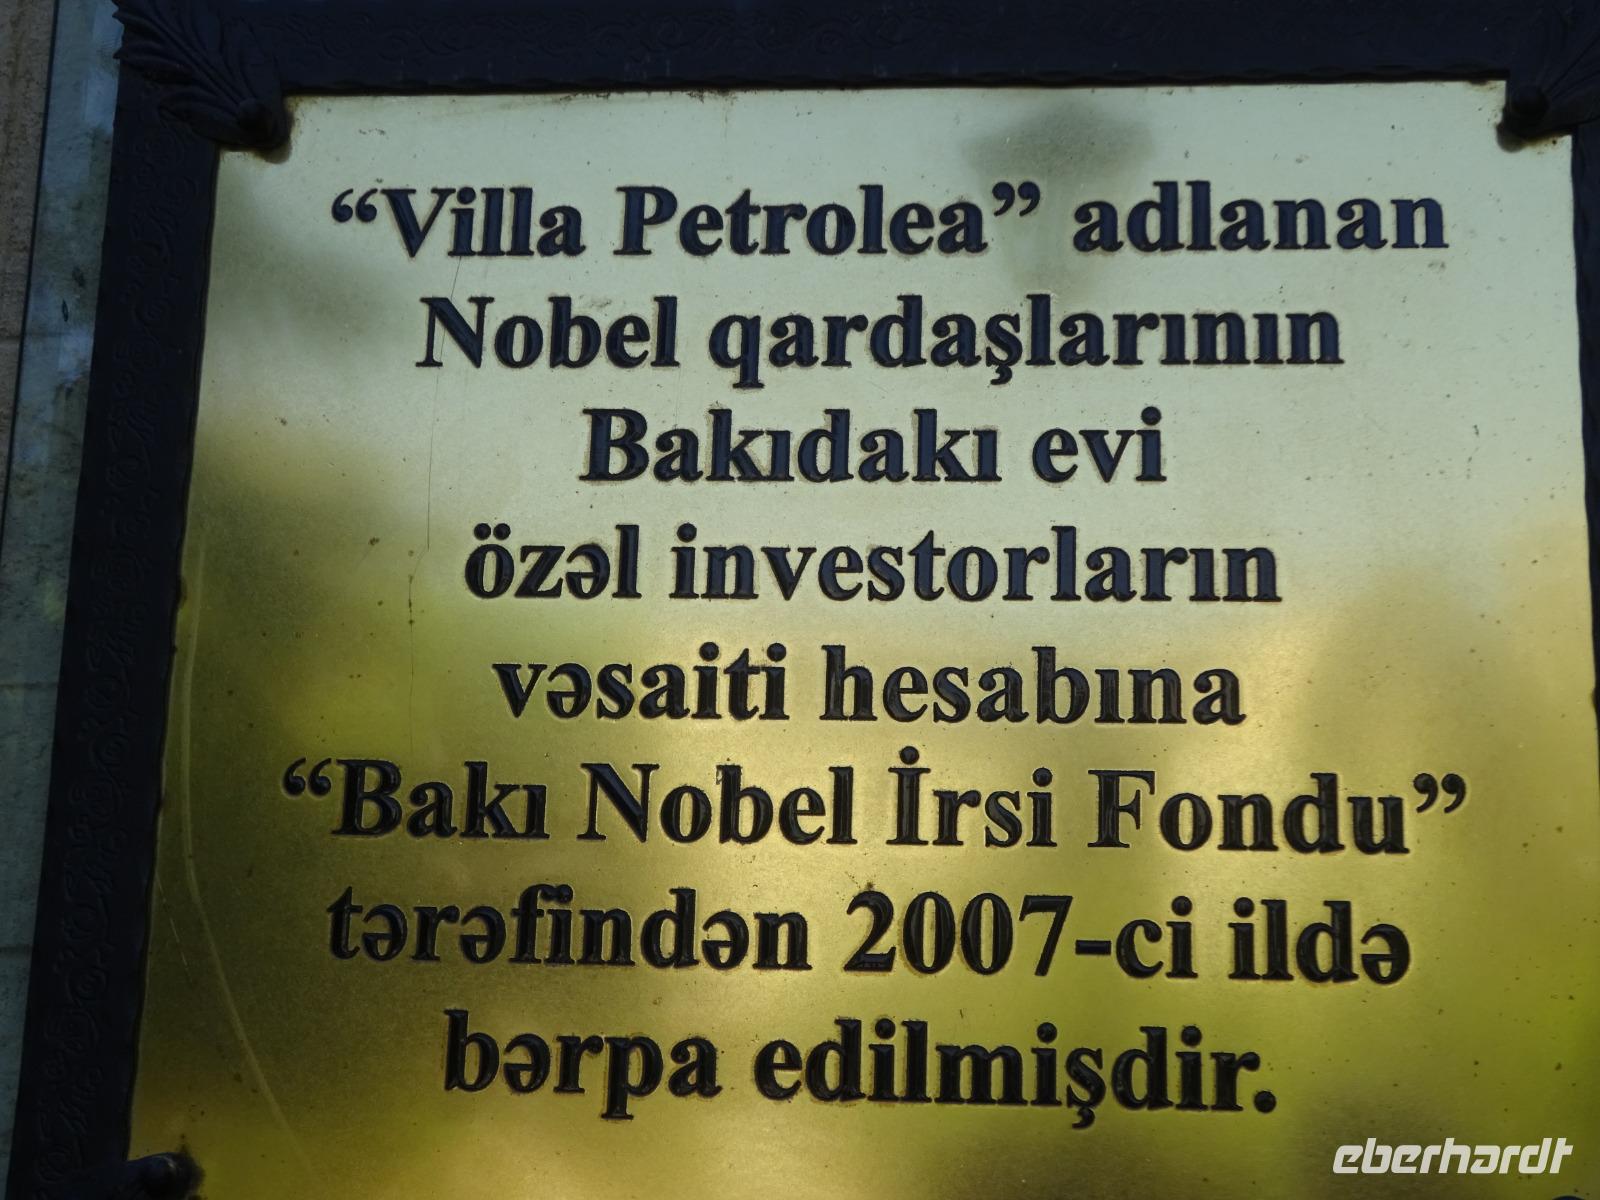 “Villa Petrolea” adlanan
Nobel qardaşlarının
Bakıdakı evi
özəl investorların
vəsaiti hesabına
“Bakı Nobel İrsi Fondu”
tərəfindən 2007-ci ildə
bərpa edilmişdir.
eberhardt